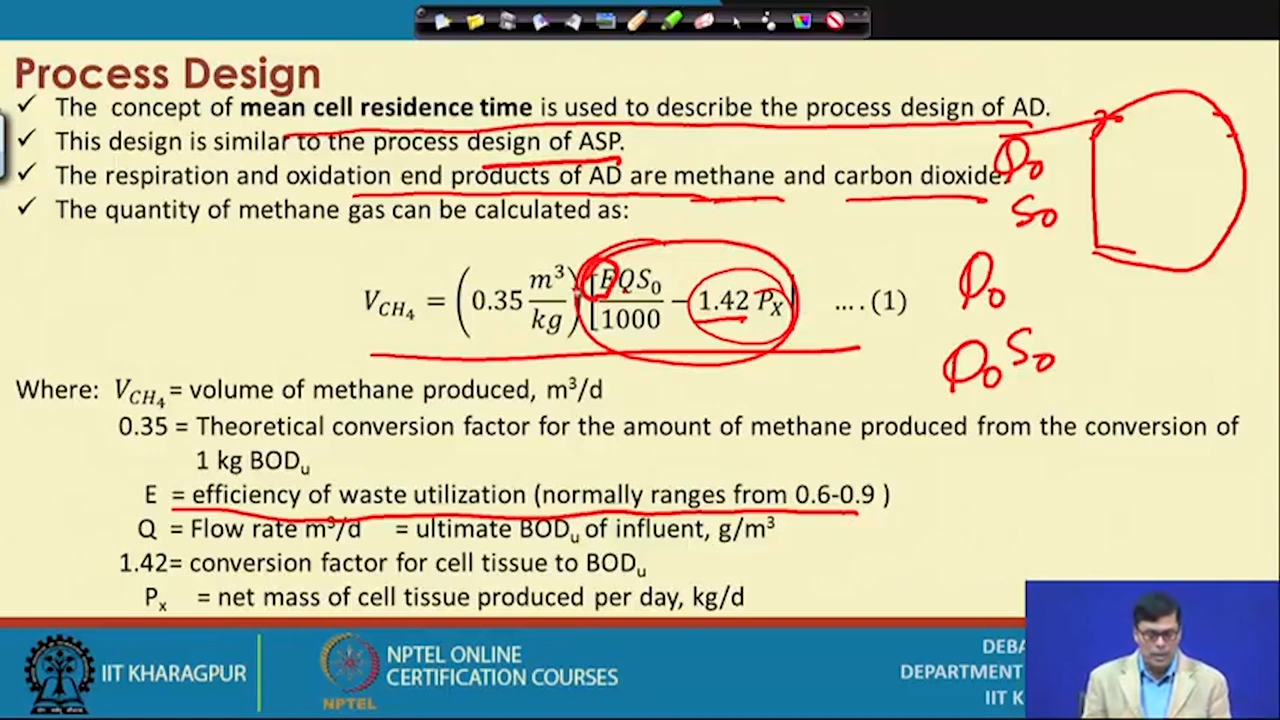 Process Design
✓ The concept of mean cell residence time is used to describe the process design of AD.
✓ This design is similar to the process design of ASP.
✓ The respiration and oxidation end products of AD are methane and carbon dioxide.
✓ The quantity of methane gas can be calculated as:
Q₀
S₀
V_CH₄ = (0.35 m³/kg) [EQS₀/1000 − 1.42 P_X] ....(1)
Q₀
Q₀ S₀
Where: V_CH₄ = volume of methane produced, m³/d
0.35 = Theoretical conversion factor for the amount of methane produced from the conversion of
1 kg BODᵤ
E = efficiency of waste utilization (normally ranges from 0.6-0.9 )
Q = Flow rate m³/d = ultimate BODᵤ of influent, g/m³
1.42= conversion factor for cell tissue to BODᵤ
Pₓ = net mass of cell tissue produced per day, kg/d
IIT KHARAGPUR
NPTEL
NPTEL ONLINE
CERTIFICATION COURSES
DEBA
DEPARTMENT
IIT K